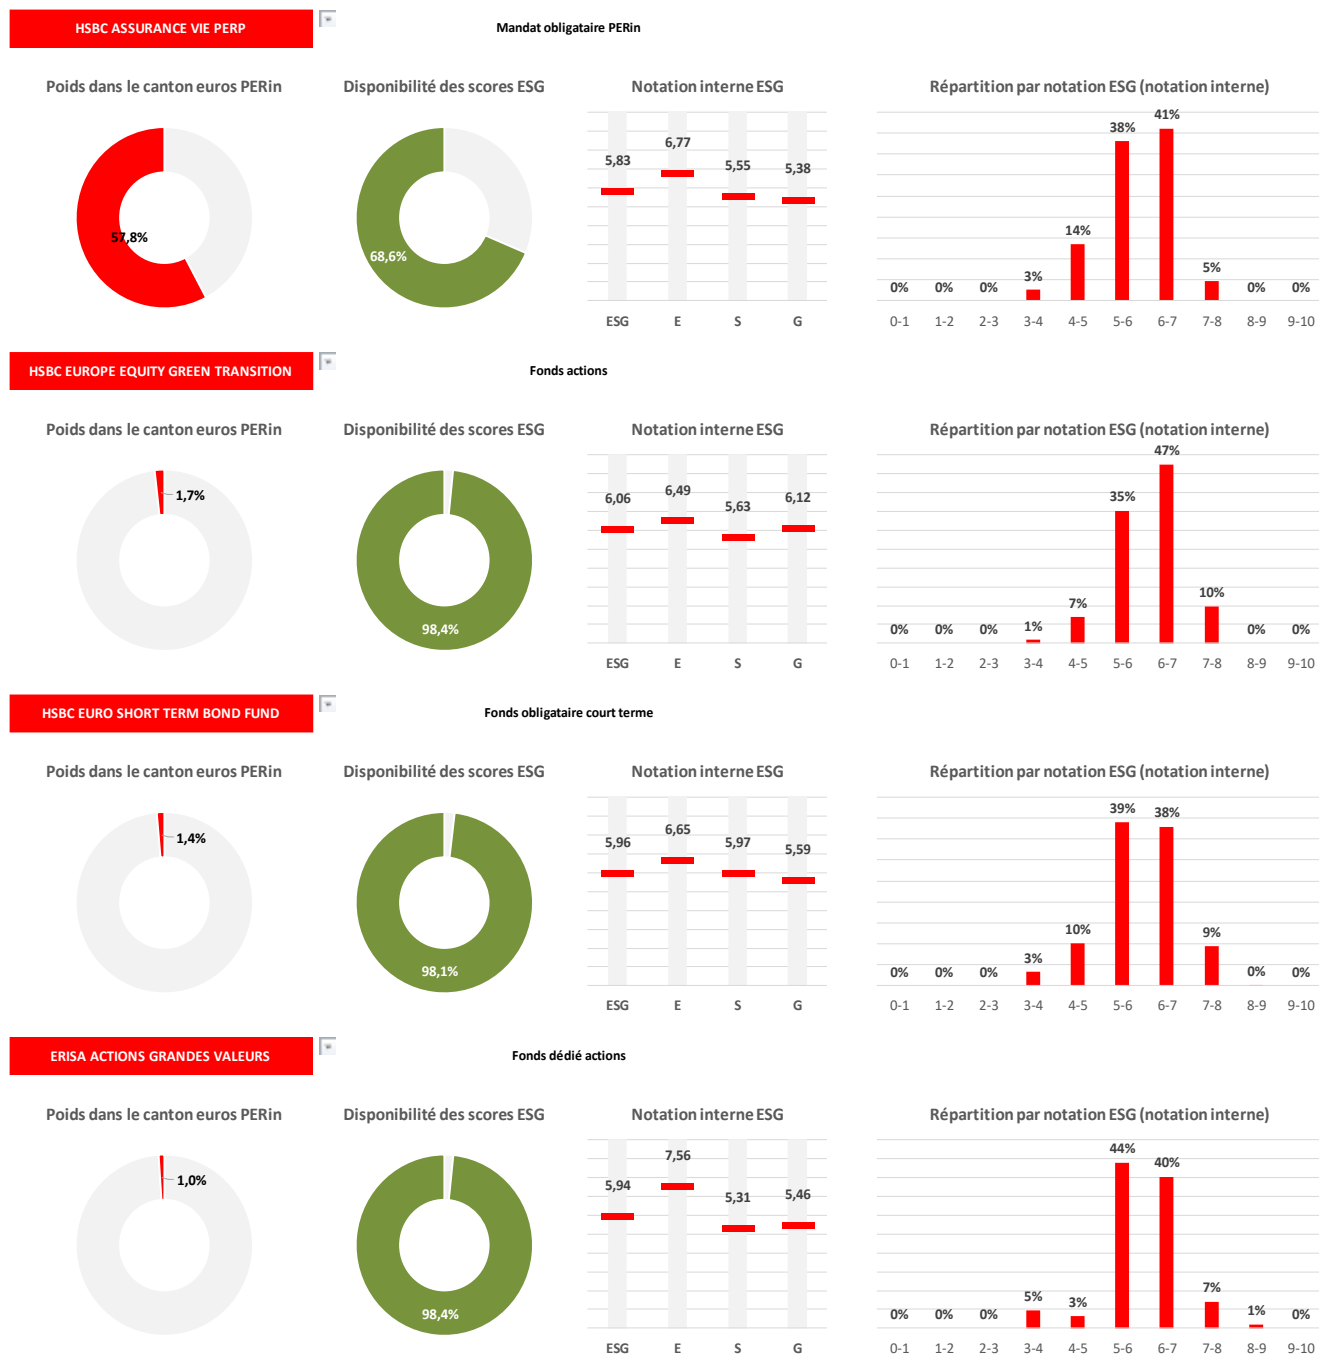 HSBC ASSURANCE VIE PERP
Mandat obligataire PERin
Poids dans le canton euros PERin
Disponibilité des scores ESG
Notation interne ESG
Répartition par notation ESG (notation interne)
57,8%
68,6%
5,83 6,77 5,55 5,38
ESG E S G
0% 0% 0% 3% 14% 38% 41% 5% 0% 0%
0-1 1-2 2-3 3-4 4-5 5-6 6-7 7-8 8-9 9-10
HSBC EUROPE EQUITY GREEN TRANSITION
Fonds actions
Poids dans le canton euros PERin
Disponibilité des scores ESG
Notation interne ESG
Répartition par notation ESG (notation interne)
1,7%
98,4%
6,06 6,49 5,63 6,12
ESG E S G
0% 0% 0% 1% 7% 35% 47% 10% 0% 0%
0-1 1-2 2-3 3-4 4-5 5-6 6-7 7-8 8-9 9-10
HSBC EURO SHORT TERM BOND FUND
Fonds obligataire court terme
Poids dans le canton euros PERin
Disponibilité des scores ESG
Notation interne ESG
Répartition par notation ESG (notation interne)
1,4%
98,1%
5,96 6,65 5,97 5,59
ESG E S G
0% 0% 0% 3% 10% 39% 38% 9% 0% 0%
0-1 1-2 2-3 3-4 4-5 5-6 6-7 7-8 8-9 9-10
ERISA ACTIONS GRANDES VALEURS
Fonds dédié actions
Poids dans le canton euros PERin
Disponibilité des scores ESG
Notation interne ESG
Répartition par notation ESG (notation interne)
1,0%
98,4%
5,94 7,56 5,31 5,46
ESG E S G
0% 0% 0% 5% 3% 44% 40% 7% 1% 0%
0-1 1-2 2-3 3-4 4-5 5-6 6-7 7-8 8-9 9-10